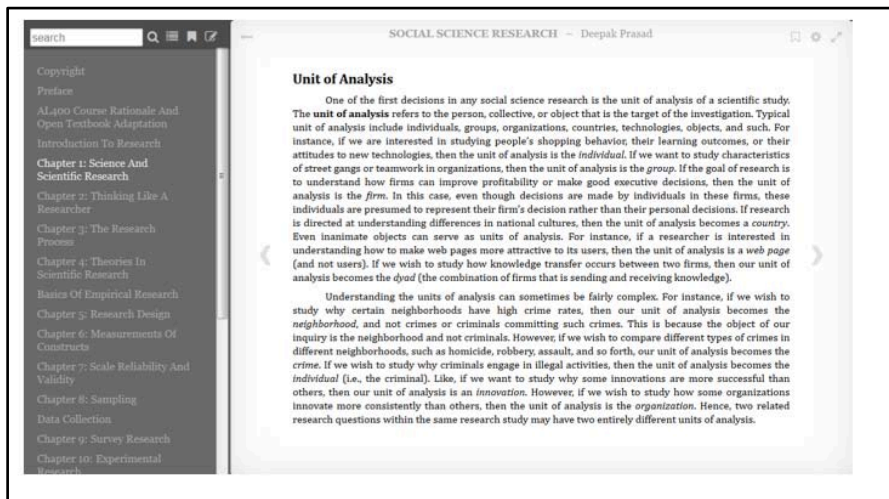 search
Copyright
Preface
AL400 Course Rationale And
Open Textbook Adaptation
Introduction To Research
Chapter 1: Science And
Scientific Research
Chapter 2: Thinking Like A
Researcher
Chapter 3: The Research
Process
Chapter 4: Theories In
Scientific Research
Basics Of Empirical Research
Chapter 5: Research Design
Chapter 6: Measurements Of
Constructs
Chapter 7: Scale Reliability And
Validity
Chapter 8: Sampling
Data Collection
Chapter 9: Survey Research
Chapter 10: Experimental
Research
SOCIAL SCIENCE RESEARCH – Deepak Prasad
Unit of Analysis
One of the first decisions in any social science research is the unit of analysis of a scientific study.
The unit of analysis refers to the person, collective, or object that is the target of the investigation. Typical
unit of analysis include individuals, groups, organizations, countries, technologies, objects, and such. For
instance, if we are interested in studying people's shopping behavior, their learning outcomes, or their
attitudes to new technologies, then the unit of analysis is the individual. If we want to study characteristics
of street gangs or teamwork in organizations, then the unit of analysis is the group. If the goal of research is
to understand how firms can improve profitability or make good executive decisions, then the unit of
analysis is the firm. In this case, even though decisions are made by individuals in these firms, these
individuals are presumed to represent their firm's decision rather than their personal decisions. If research
is directed at understanding differences in national cultures, then the unit of analysis becomes a country.
Even inanimate objects can serve as units of analysis. For instance, if a researcher is interested in
understanding how to make web pages more attractive to its users, then the unit of analysis is a web page
(and not users). If we wish to study how knowledge transfer occurs between two firms, then our unit of
analysis becomes the dyad (the combination of firms that is sending and receiving knowledge).
Understanding the units of analysis can sometimes be fairly complex. For instance, if we wish to
study why certain neighborhoods have high crime rates, then our unit of analysis becomes the
neighborhood, and not crimes or criminals committing such crimes. This is because the object of our
inquiry is the neighborhood and not criminals. However, if we wish to compare different types of crimes in
different neighborhoods, such as homicide, robbery, assault, and so forth, our unit of analysis becomes the
crime. If we wish to study why criminals engage in illegal activities, then the unit of analysis becomes the
individual (i.e., the criminal). Like, if we want to study why some innovations are more successful than
others, then our unit of analysis is an innovation. However, if we wish to study how some organizations
innovate more consistently than others, then the unit of analysis is the organization. Hence, two related
research questions within the same research study may have two entirely different units of analysis.